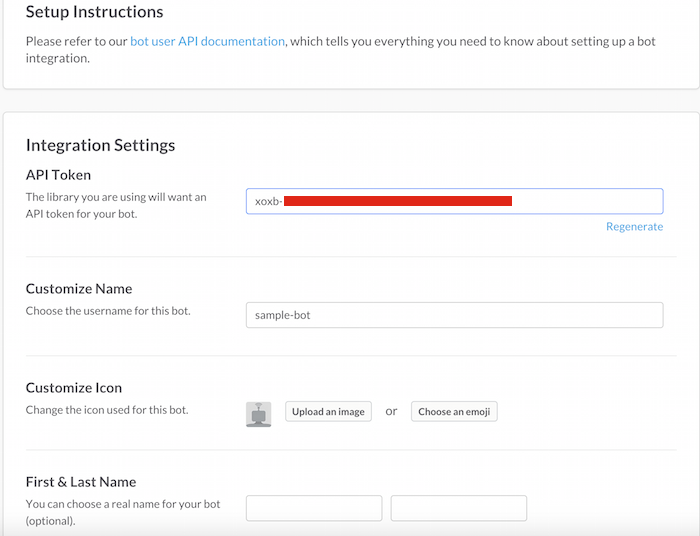 Setup Instructions
Please refer to our bot user API documentation, which tells you everything you need to know about setting up a bot
integration.
Integration Settings
API Token
The library you are using will want an
API token for your bot.
xoxb-
Regenerate
Customize Name
Choose the username for this bot.
sample-bot
Customize Icon
Change the icon used for this bot.
Upload an image or Choose an emoji
First & Last Name
You can choose a real name for your bot
(optional).